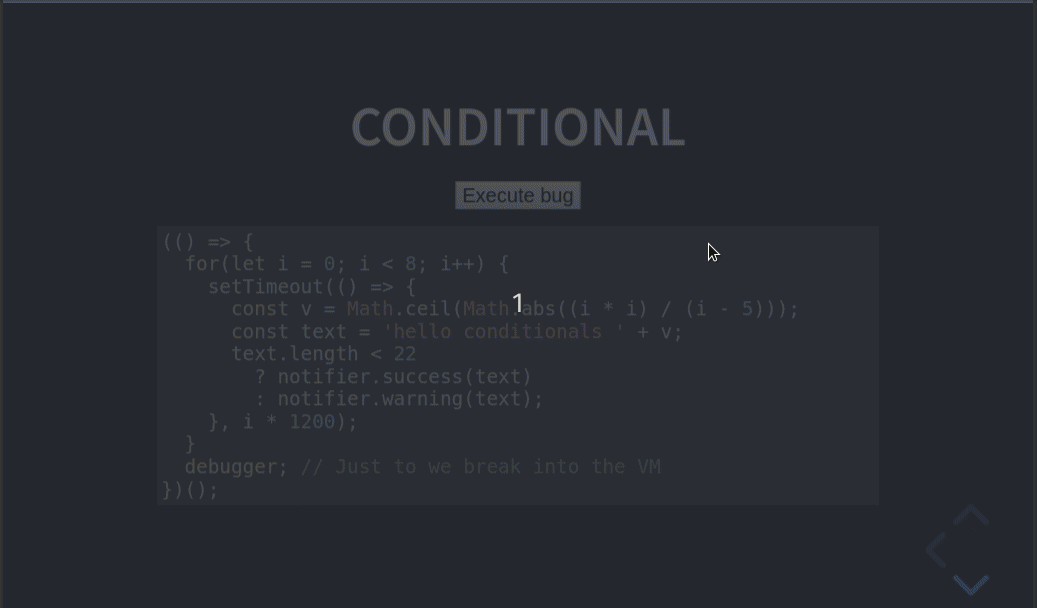 CONDITIONAL
Execute bug
(() => {
  for(let i = 0; i < 8; i++) {
    setTimeout(() => {
      const v = Math.ceil(Math.abs((i * i) / (i - 5)));
      const text = 'hello conditionals ' + v;
      text.length < 22
        ? notifier.success(text)
        : notifier.warning(text);
    }, i * 1200);
  }
  debugger; // Just to we break into the VM
})();
1